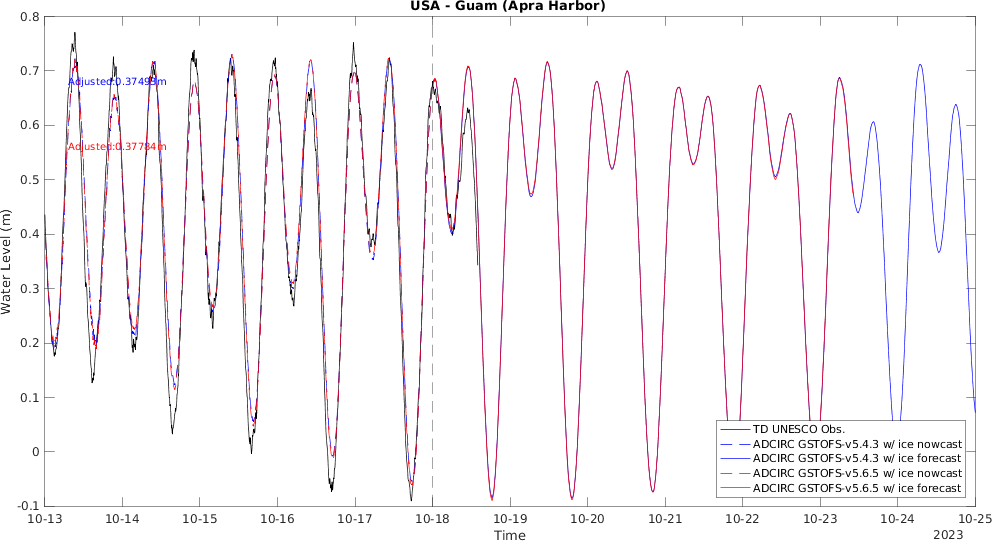 USA - Guam (Apra Harbor)
0.8
0.7
0.6
0.5
0.4
0.3
0.2
0.1
0
-0.1
Water Level (m)
Adjusted:0.37499m
Adjusted:0.37784m
TD UNESCO Obs.
ADCIRC GSTOFS-v5.4.3 w/ ice nowcast
ADCIRC GSTOFS-v5.4.3 w/ ice forecast
ADCIRC GSTOFS-v5.6.5 w/ ice nowcast
ADCIRC GSTOFS-v5.6.5 w/ ice forecast
10-13 10-14 10-15 10-16 10-17 10-18 10-19 10-20 10-21 10-22 10-23 10-24 10-25
Time
2023